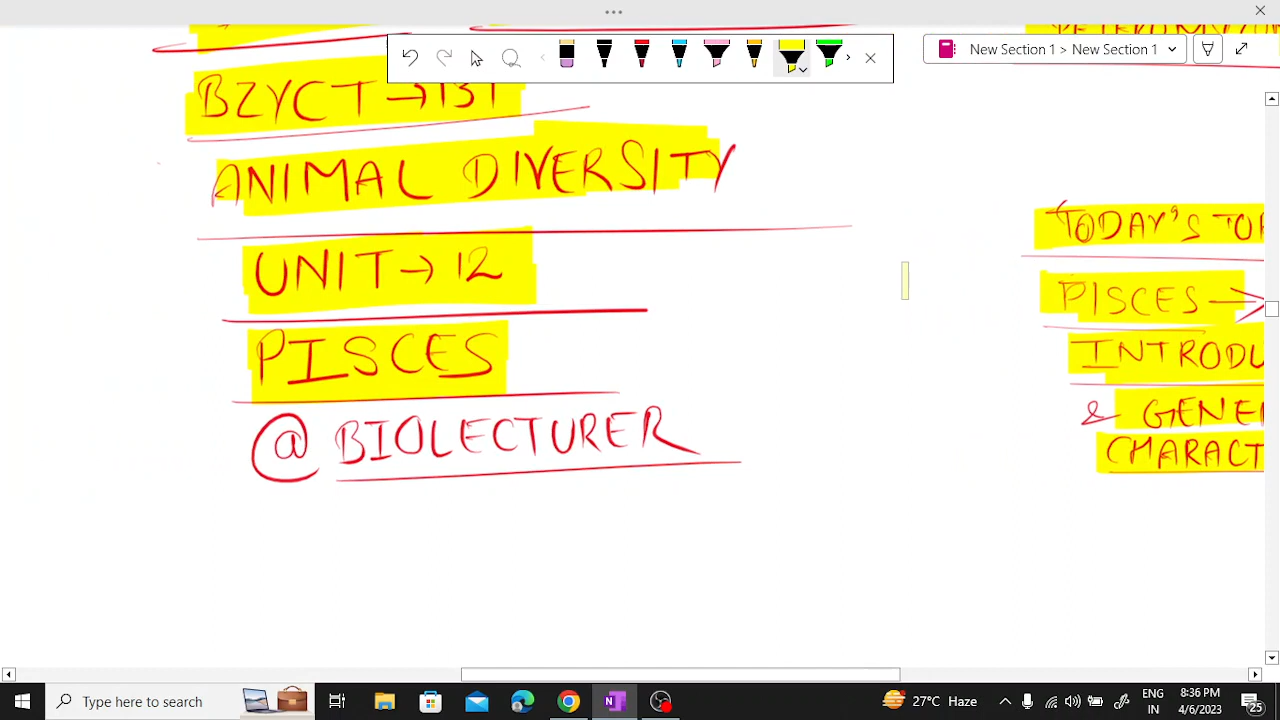 New Section 1 > New Section 1
BZYCT → 131
ANIMAL DIVERSITY
UNIT → 12
PISCES
@ BIOLECTURER
TODAY'S TO
PISCES →
INTRODU
& GENE
CHARACT
Type here to search
27°C Haze
ENG
IN
8:36 PM
4/6/2023
25